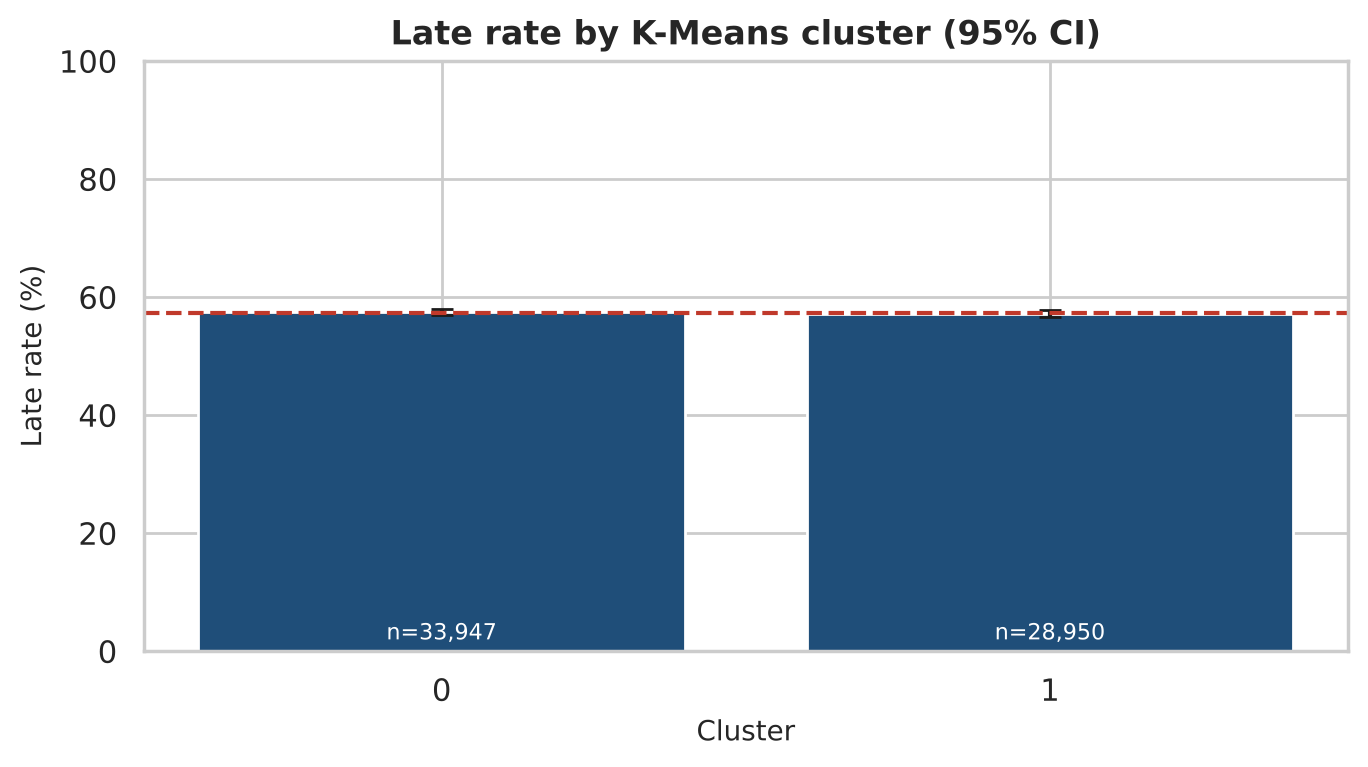 Late rate by K-Means cluster (95% CI)
100
80
60
40
20
0
Late rate (%)
n=33,947
n=28,950
0
1
Cluster